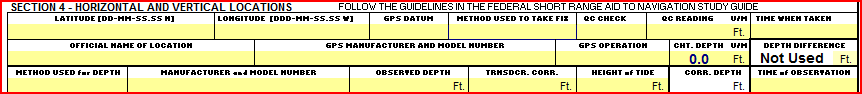 SECTION 4 - HORIZONTAL AND VERTICAL LOCATIONS FOLLOW THE GUIDELINES IN THE FEDERAL SHORT RANGE AID TO NAVIGATION STUDY GUIDE
LATITUDE [DD-MM-SS.SS N] LONGITUDE [DDD-MM-SS.SS W] GPS DATUM METHOD USED TO TAKE FIX QC CHECK QC READING U/M TIME WHEN TAKEN
Ft.
OFFICIAL NAME OF LOCATION GPS MANUFACTURER AND MODEL NUMBER GPS OPERATION CHT. DEPTH U/M DEPTH DIFFERENCE
0.0 Ft. Not Used Ft.
METHOD USED for DEPTH MANUFACTURER and MODEL NUMBER OBSERVED DEPTH TRNSDCR. CORR. HEIGHT of TIDE CORR. DEPTH TIME of OBSERVATION
Ft. Ft. Ft. Ft.